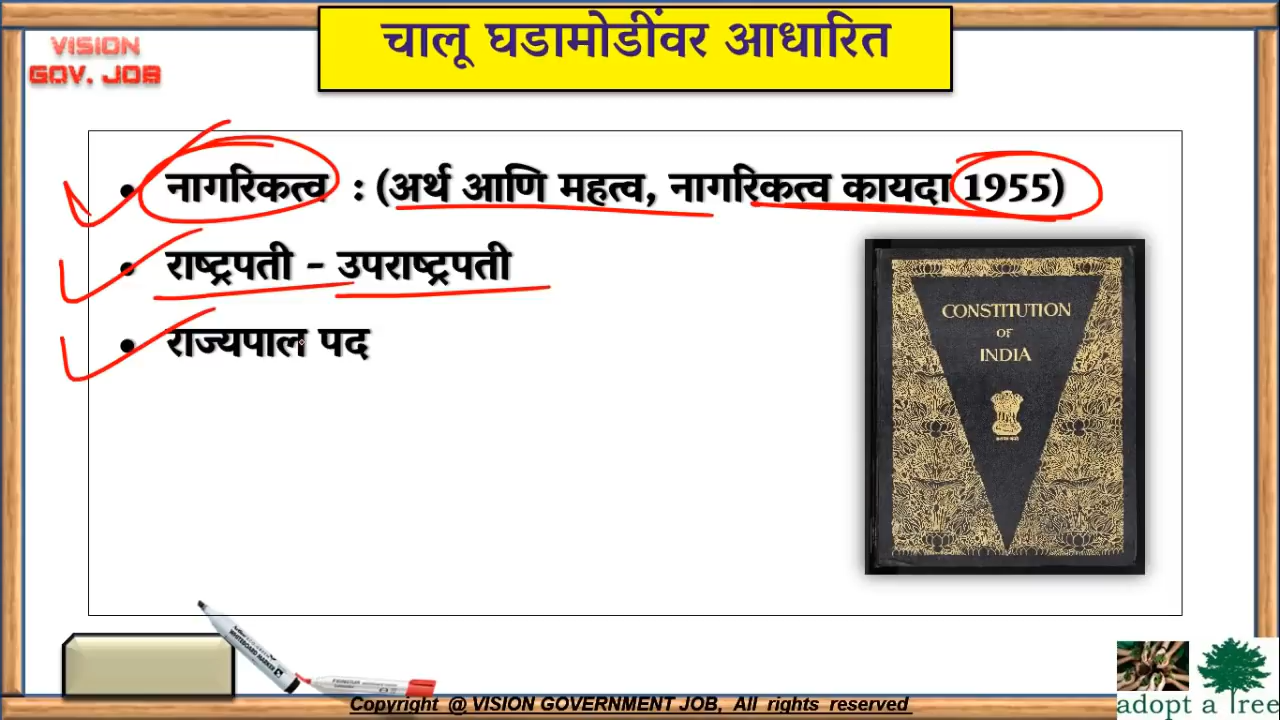 चालू घडामोडींवर आधारित
VISION
GOV. JOB
• नागरिकत्व : (अर्थ आणि महत्व, नागरिकत्व कायदा 1955)
• राष्ट्रपती - उपराष्ट्रपती
• राज्यपाल पद
CONSTITUTION
OF
INDIA
Copyright @ VISION GOVERNMENT JOB, All rights reserved
adopt a Tree